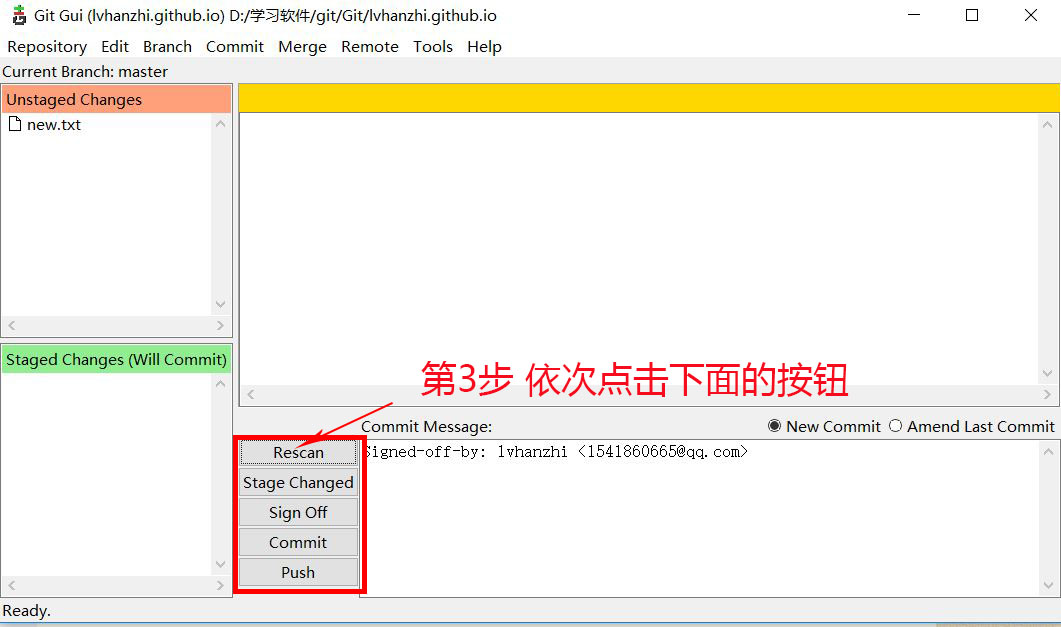 Git Gui (lvhanzhi.github.io) D:/学习软件/git/Git/lvhanzhi.github.io
Repository Edit Branch Commit Merge Remote Tools Help
Current Branch: master
Unstaged Changes
new.txt
Staged Changes (Will Commit)
第3步 依次点击下面的按钮
Commit Message:
New Commit Amend Last Commit
Rescan
Stage Changed
Sign Off
Commit
Push
Signed-off-by: lvhanzhi <1541860665@qq.com>
Ready.